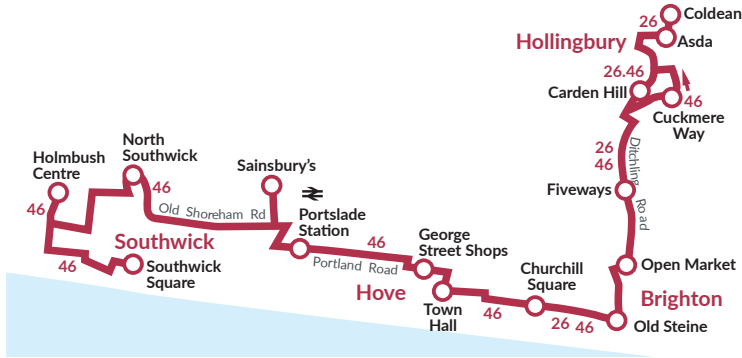 26
Coldean
Asda
Hollingbury
26.46
Carden Hill
46
Cuckmere
Way
26
46
Ditchling
Road
Fiveways
North
Southwick
Holmbush
Centre
46
46
Sainsbury's
Old Shoreham Rd
Portslade
Station
Southwick
46
Southwick
Square
46
Portland Road
George
Street Shops
Hove
Town
Hall
46
Churchill
Square
26 46
Open Market
Brighton
Old Steine